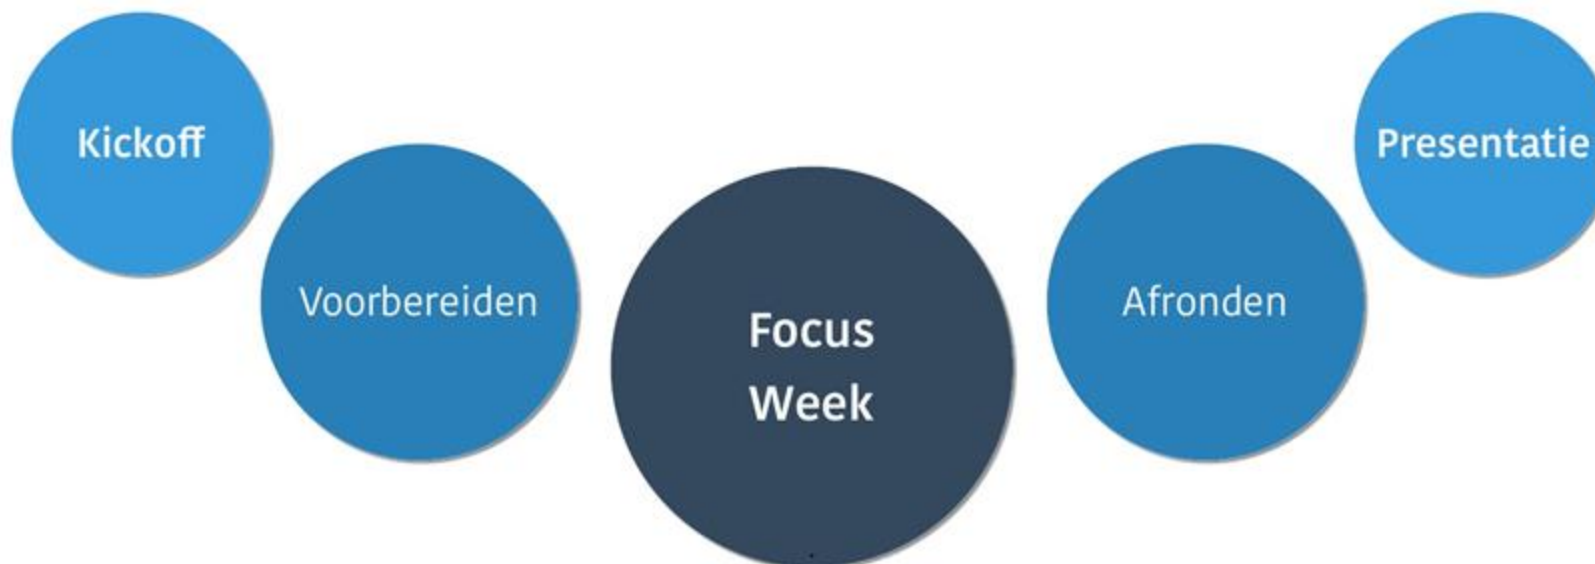 Kickoff
Voorbereiden
Focus
Week
Afronden
Presentatie